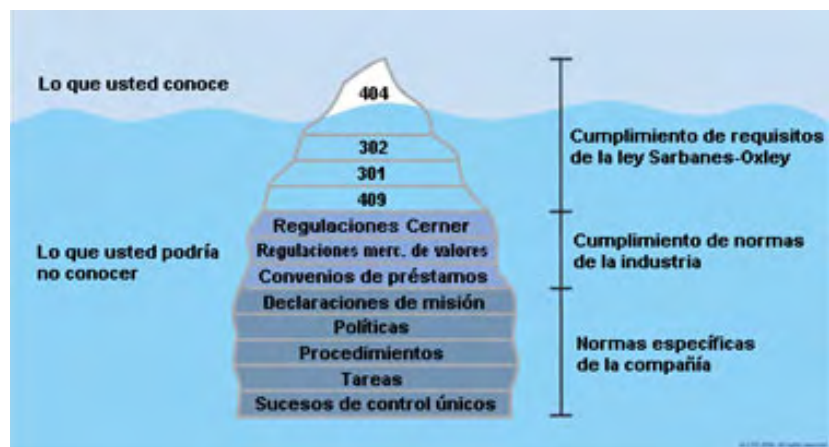 Lo que usted conoce
404
302
301
409
Cumplimiento de requisitos
de la ley Sarbanes-Oxley
Lo que usted podría
no conocer
Regulaciones Cerner
Regulaciones merc. de valores
Convenios de préstamos
Cumplimiento de normas
de la industria
Declaraciones de misión
Políticas
Procedimientos
Tareas
Sucesos de control únicos
Normas específicas
de la compañía